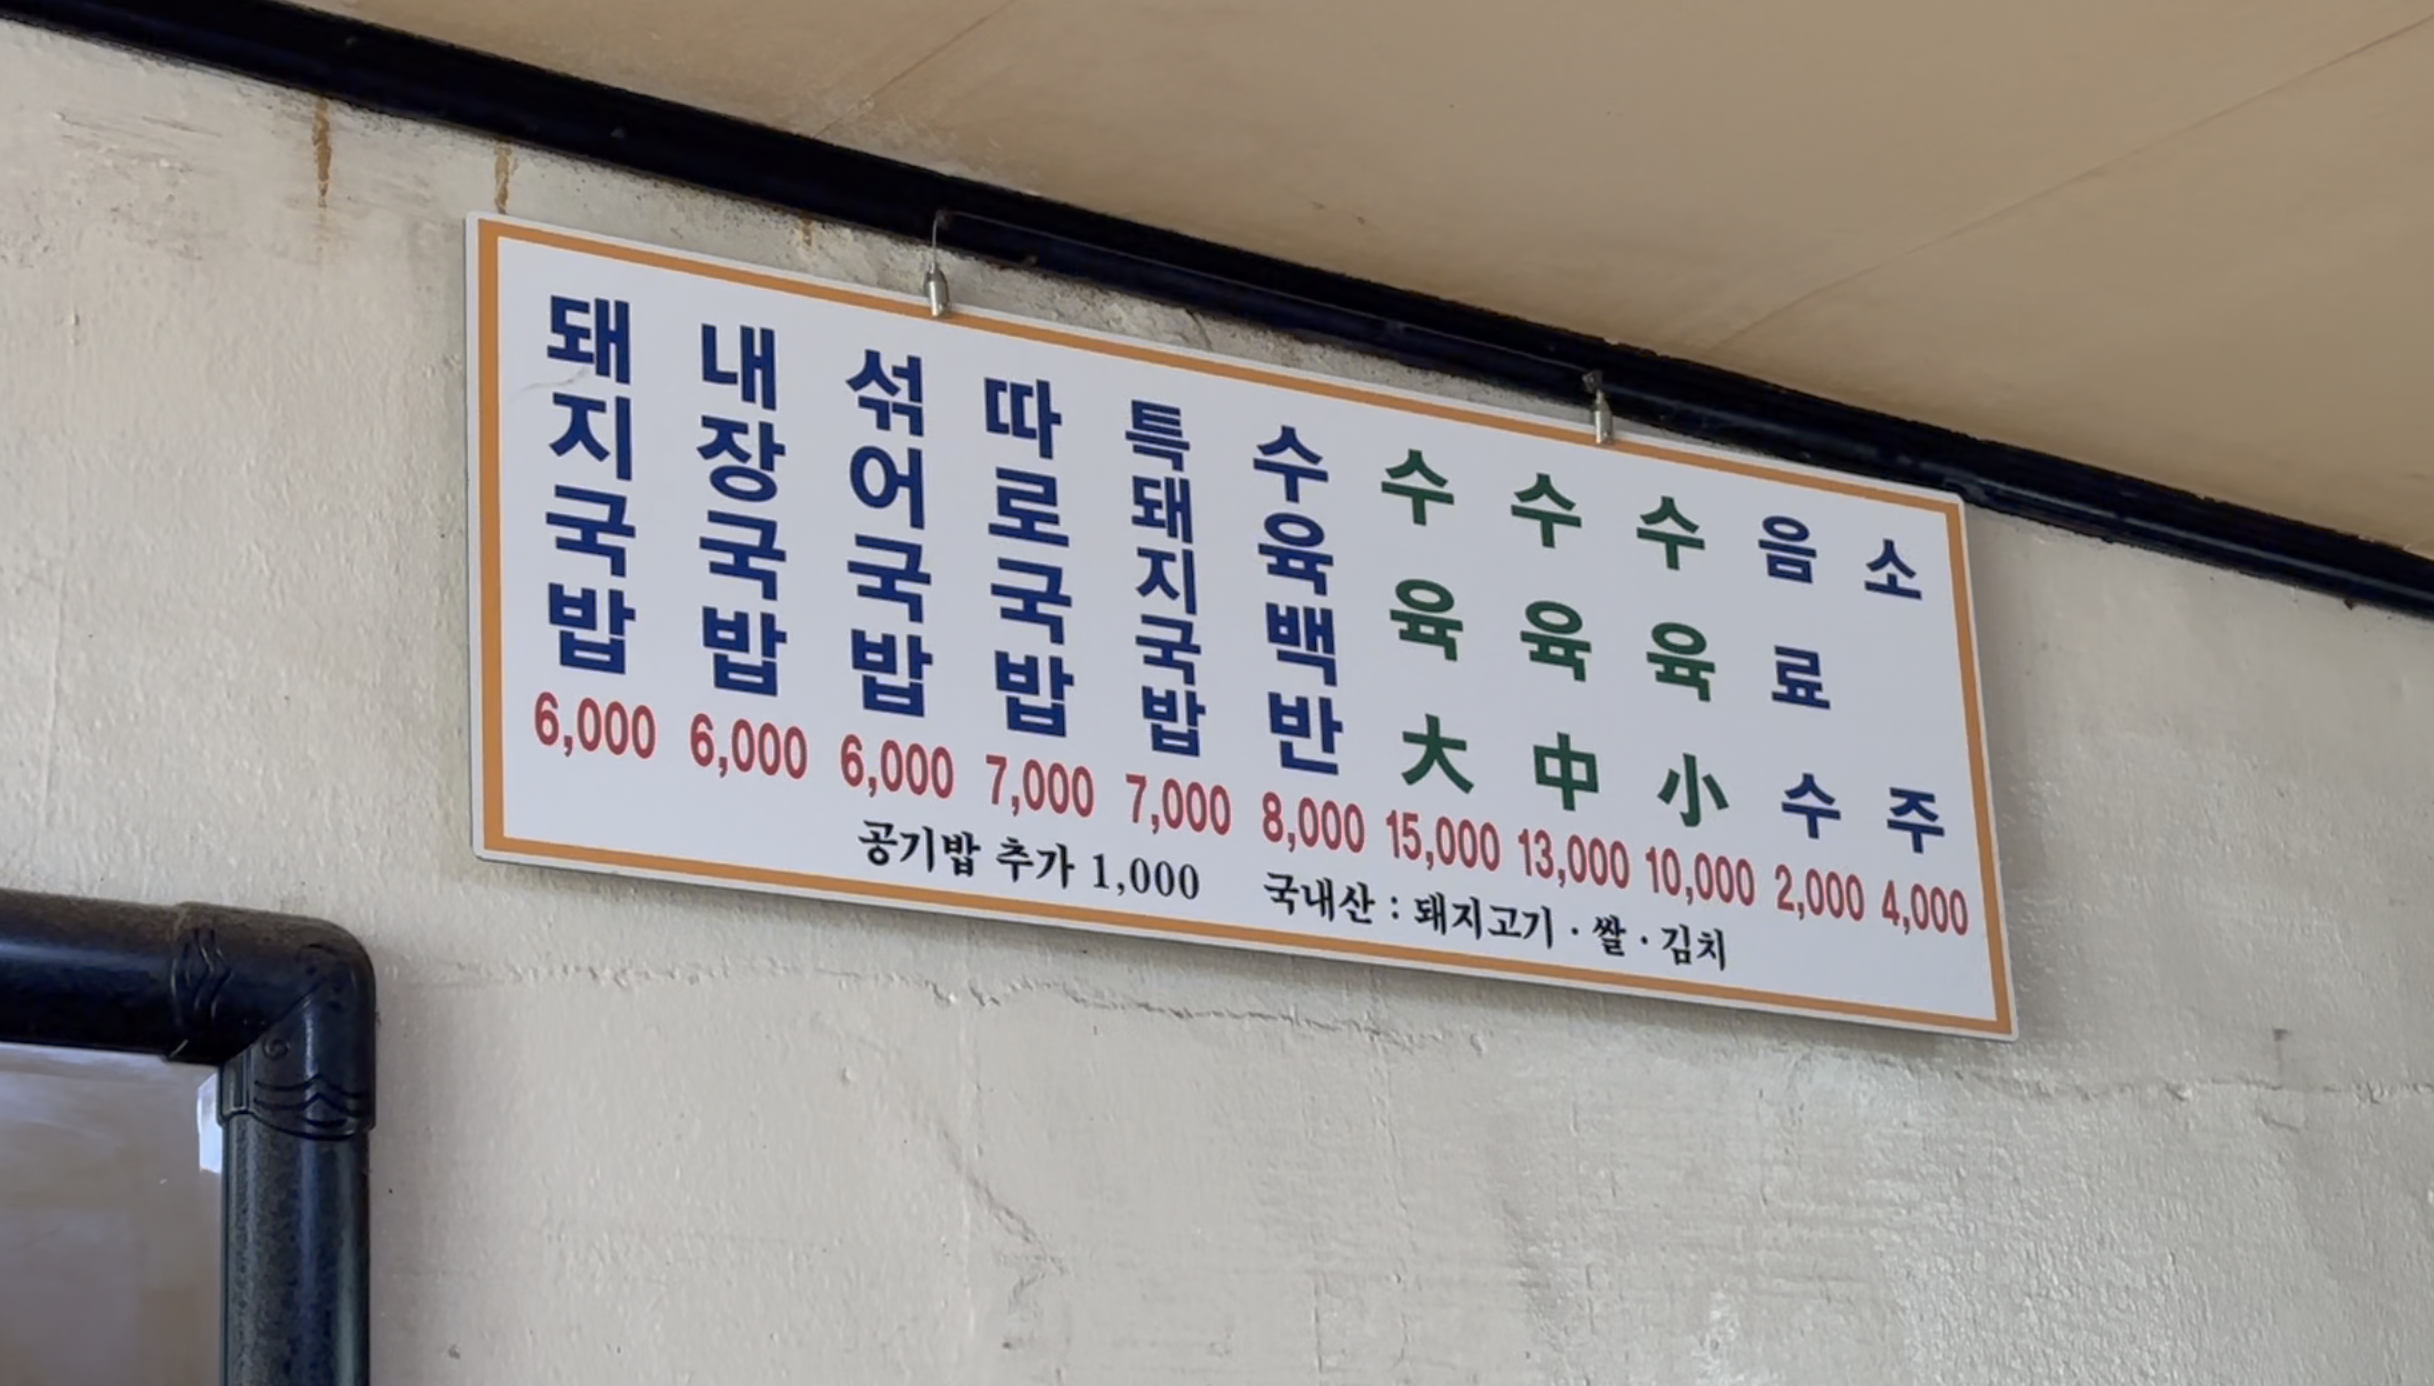 돼지국밥 6,000
내장국밥 6,000
섞어국밥 6,000
따로국밥 7,000
특돼지국밥 7,000
수육백반 8,000
수육大 15,000
수육中 13,000
수육小 10,000
음료수 2,000
소주 4,000
공기밥 추가 1,000
국내산 : 돼지고기 · 쌀 · 김치